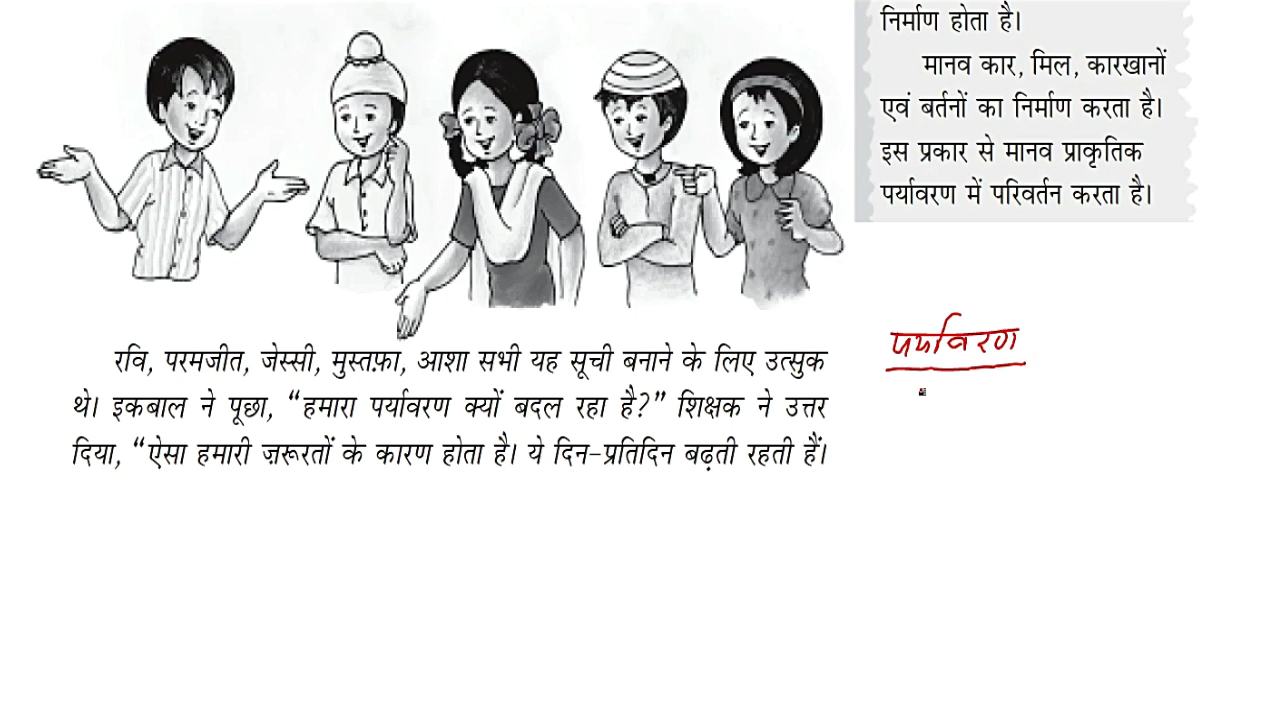 निर्माण होता है।
मानव कार, मिल, कारखानों
एवं बर्तनों का निर्माण करता है।
इस प्रकार से मानव प्राकृतिक
पर्यावरण में परिवर्तन करता है।
रवि, परमजीत, जेस्सी, मुस्तफ़ा, आशा सभी यह सूची बनाने के लिए उत्सुक
थे। इकबाल ने पूछा, “हमारा पर्यावरण क्यों बदल रहा है?” शिक्षक ने उत्तर
दिया, “ऐसा हमारी ज़रूरतों के कारण होता है। ये दिन-प्रतिदिन बढ़ती रहती हैं।
पर्यावरण